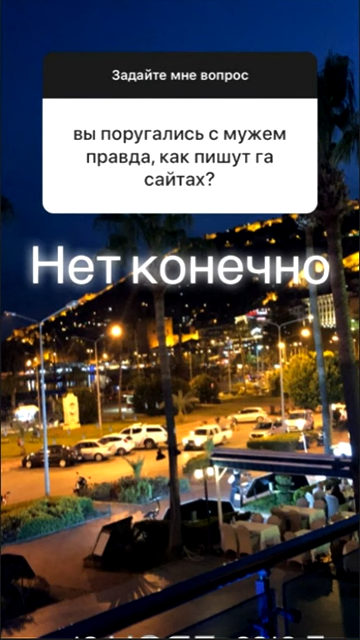 Задайте мне вопрос
вы поругались с мужем
правда, как пишут га
сайтах?
Нет конечно